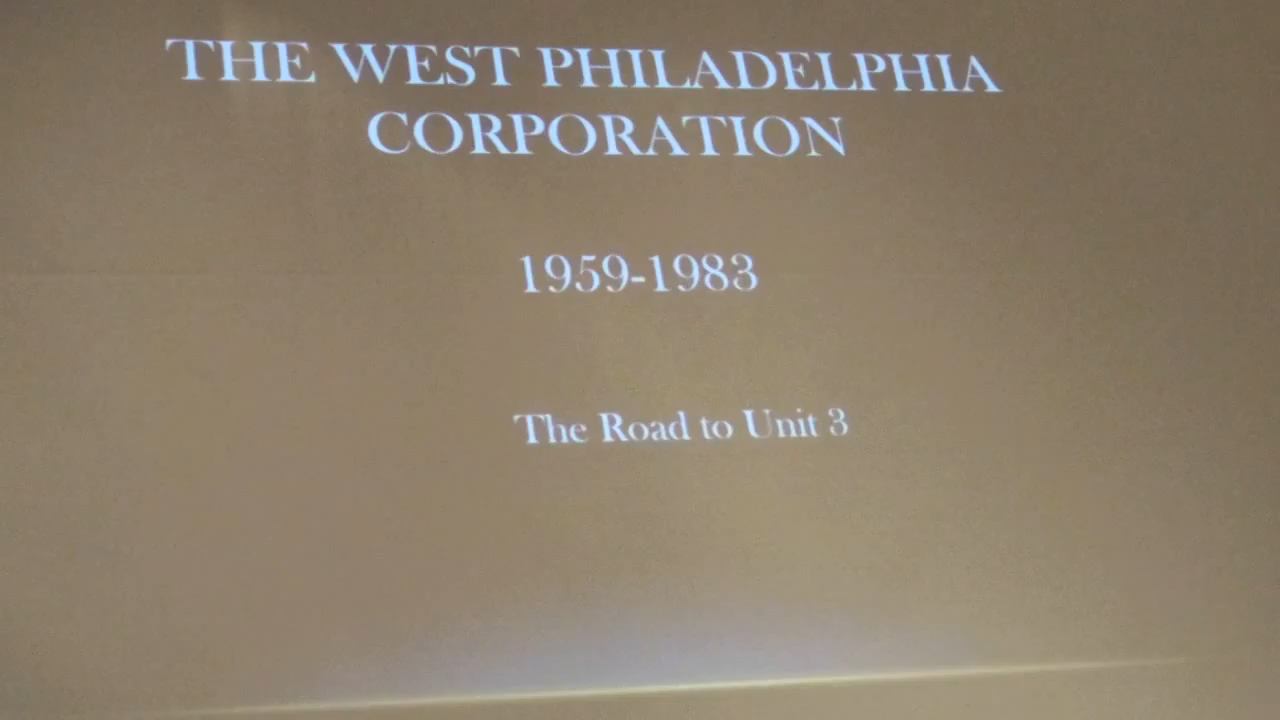 THE WEST PHILADELPHIA
CORPORATION
1959-1983
The Road to Unit 3